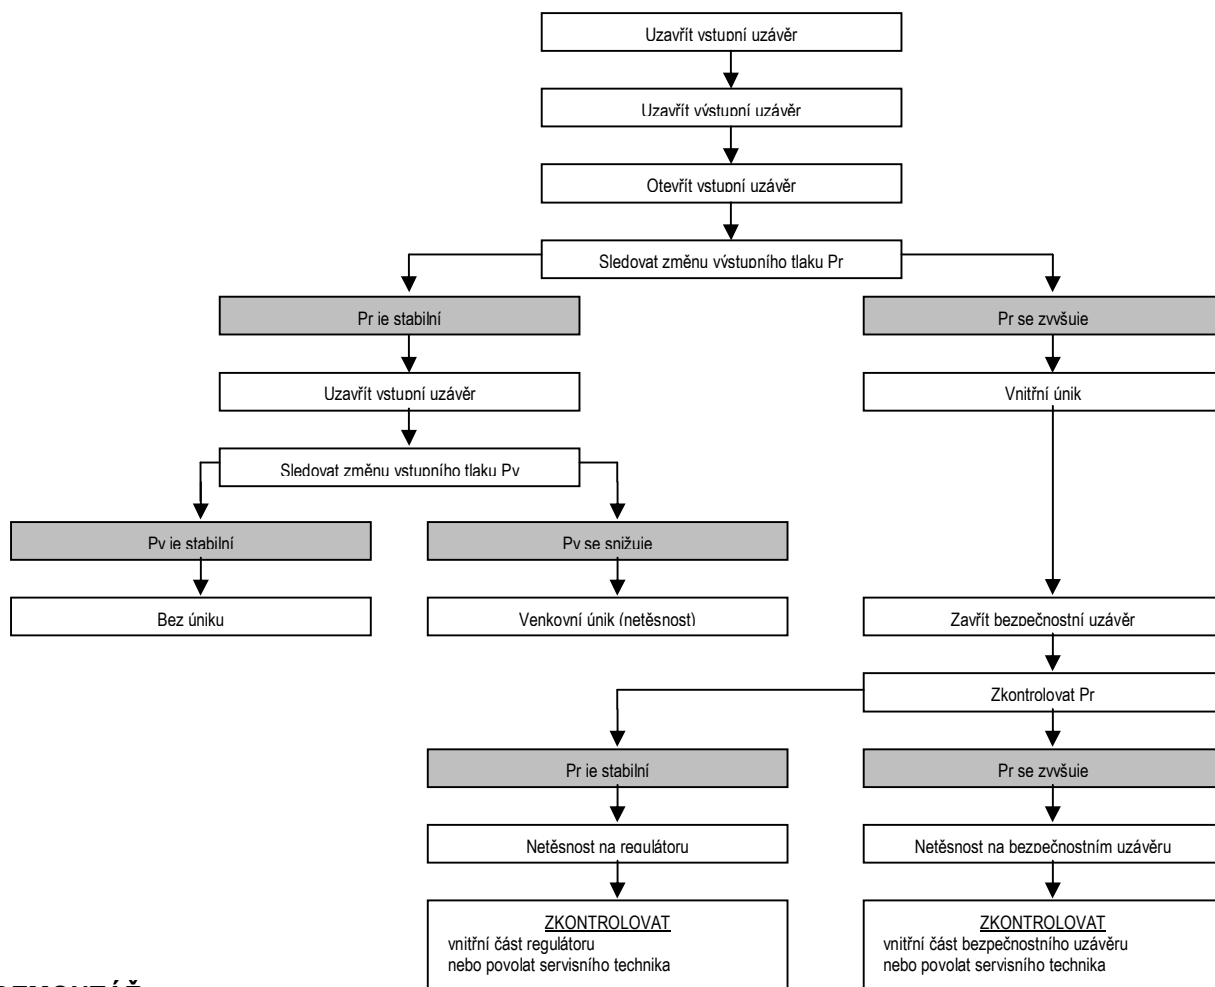 Uzavřít vstupní uzávěr
Uzavřít výstupní uzávěr
Otevřít vstupní uzávěr
Sledovat změnu výstupního tlaku Pr
Pr je stabilní
Pr se zvyšuje
Uzavřít vstupní uzávěr
Vnitřní únik
Sledovat změnu vstupního tlaku Pv
Pv je stabilní
Pv se snižuje
Bez úniku
Venkovní únik (netěsnost)
Zavřít bezpečnostní uzávěr
Zkontrolovat Pr
Pr je stabilní
Pr se zvyšuje
Netěsnost na regulátoru
Netěsnost na bezpečnostním uzávěru
ZKONTROLOVAT
vnitřní část regulátoru
nebo povolat servisního technika
ZKONTROLOVAT
vnitřní část bezpečnostního uzávěru
nebo povolat servisního technika